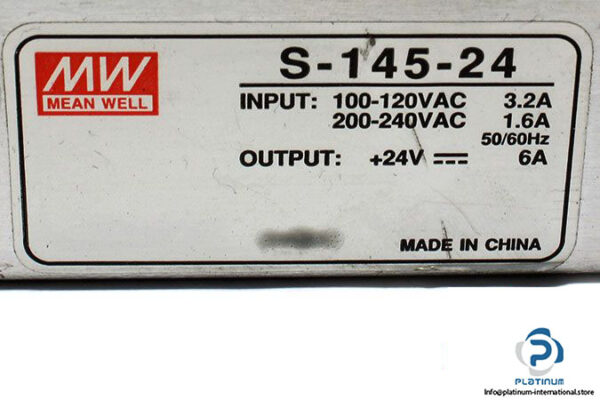 MW
MEAN WELL
S-145-24
INPUT: 100-120VAC 3.2A
200-240VAC 1.6A
50/60Hz
OUTPUT: +24V 6A
MADE IN CHINA
PLATINUM
Info@platinum-international.store